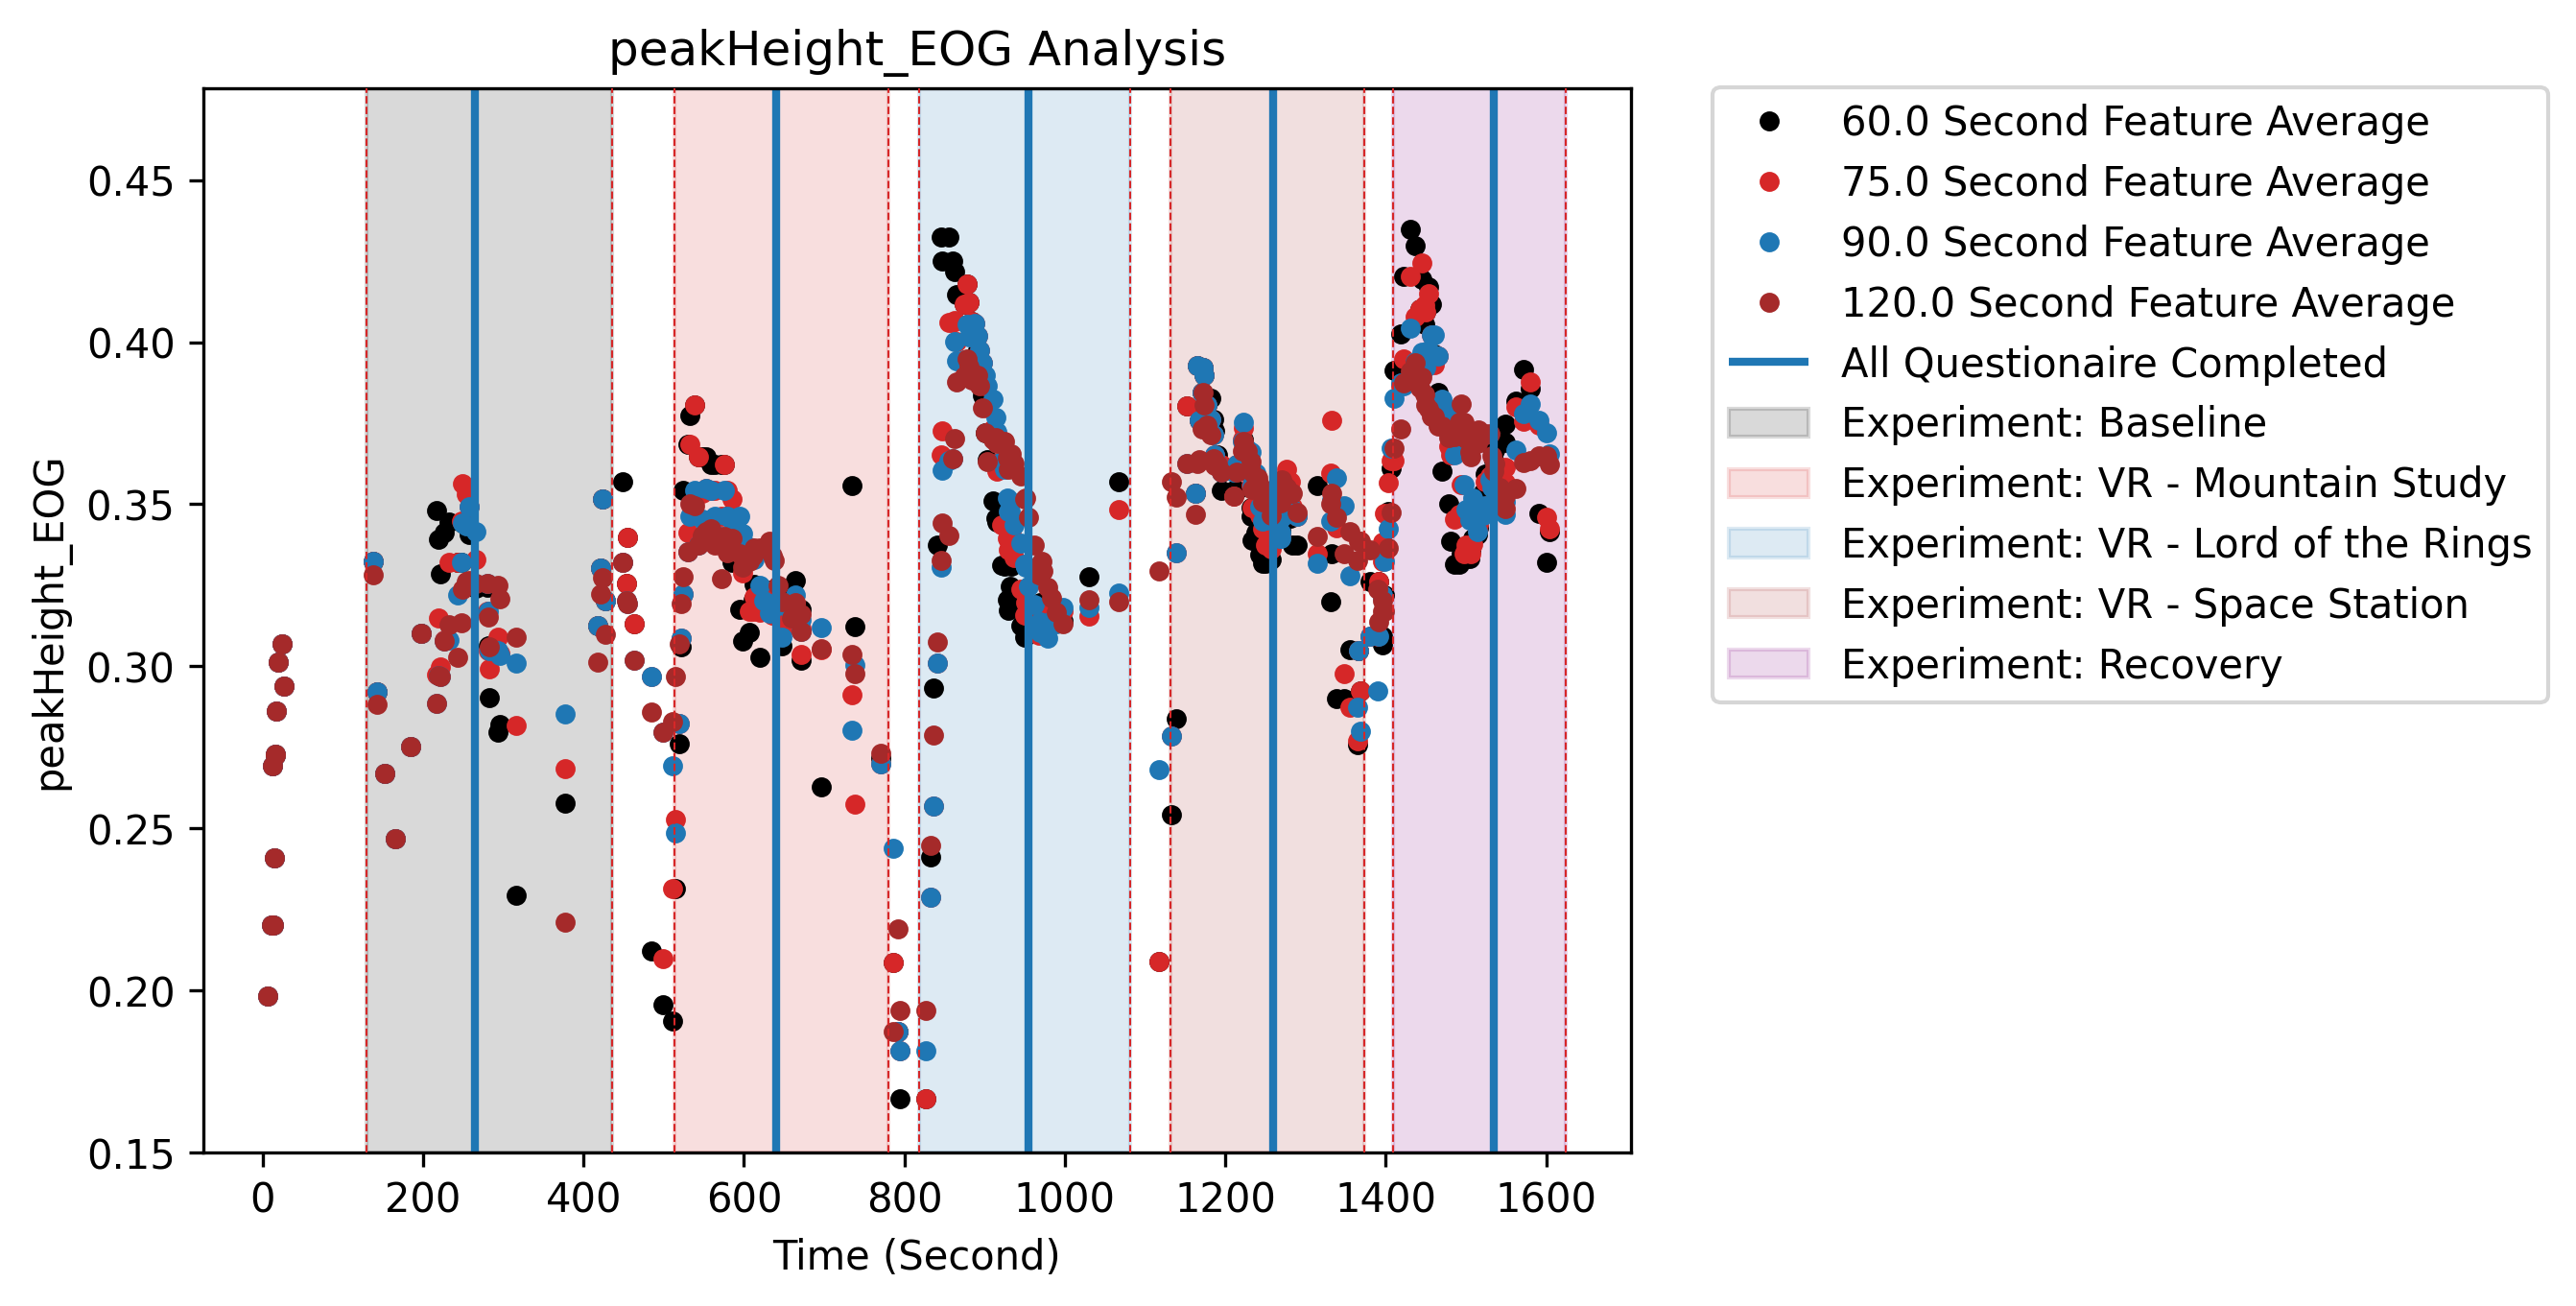 peakHeight_EOG Analysis
peakHeight_EOG
0.45
0.40
0.35
0.30
0.25
0.20
0.15
0 200 400 600 800 1000 1200 1400 1600
Time (Second)
60.0 Second Feature Average
75.0 Second Feature Average
90.0 Second Feature Average
120.0 Second Feature Average
All Questionaire Completed
Experiment: Baseline
Experiment: VR - Mountain Study
Experiment: VR - Lord of the Rings
Experiment: VR - Space Station
Experiment: Recovery